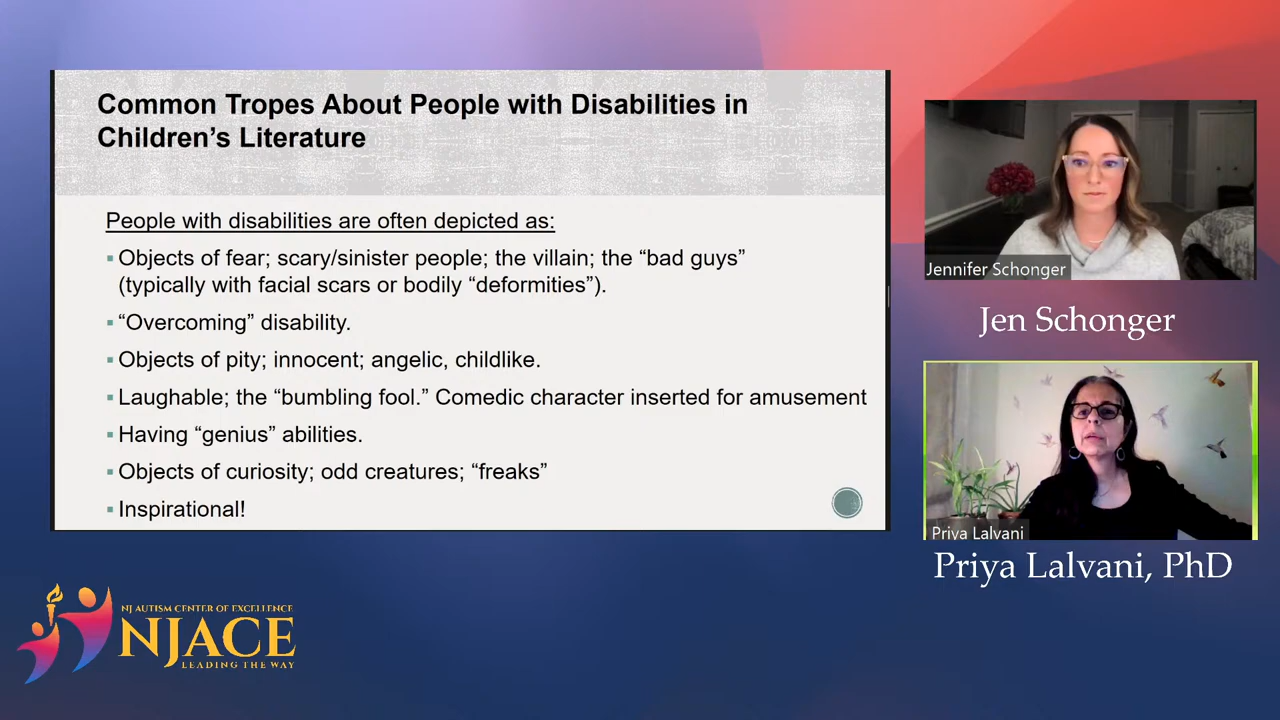 Common Tropes About People with Disabilities in
Children’s Literature
People with disabilities are often depicted as:
▪ Objects of fear; scary/sinister people; the villain; the “bad guys”
(typically with facial scars or bodily “deformities”).
▪ “Overcoming” disability.
▪ Objects of pity; innocent; angelic, childlike.
▪ Laughable; the “bumbling fool.” Comedic character inserted for amusement
▪ Having “genius” abilities.
▪ Objects of curiosity; odd creatures; “freaks”
▪ Inspirational!
Jennifer Schonger
Jen Schonger
Priya Lalvani
Priya Lalvani, PhD
NJ AUTISM CENTER OF EXCELLENCE
NJACE
LEADING THE WAY